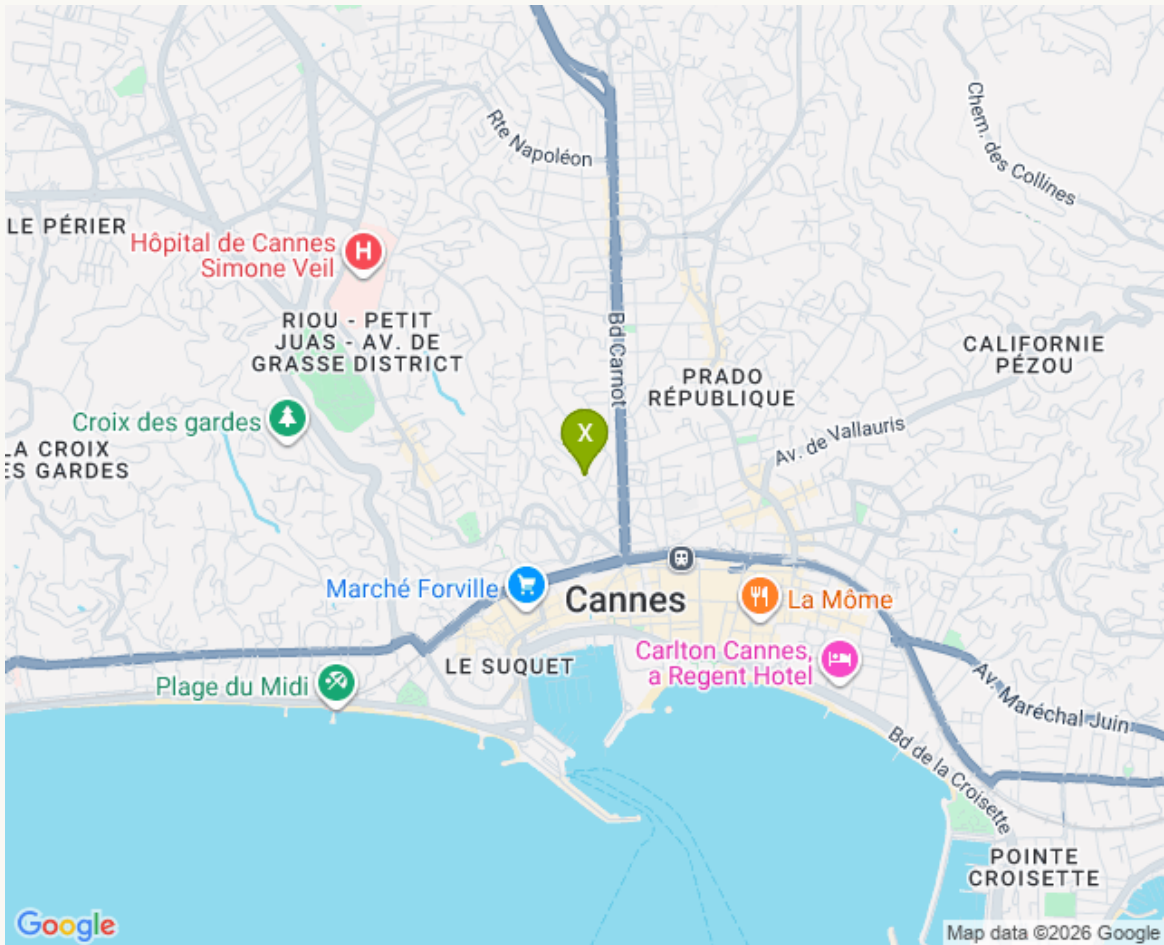 Chem. des Collines
Rte Napoléon
LE PÉRIER
Hôpital de Cannes
Simone Veil
H
RIOU - PETIT
JUAS - AV. DE
GRASSE DISTRICT
Bd Carnot
CALIFORNIE
PÉZOU
PRADO
RÉPUBLIQUE
Croix des gardes
X
Av. de Vallauris
A CROIX
ES GARDES
Marché Forville
Cannes
La Môme
LE SUQUET
Carlton Cannes,
a Regent Hotel
Plage du Midi
Av. Maréchal Juin
Bd de la Croisette
POINTE
CROISETTE
Google
Map data ©2026 Google